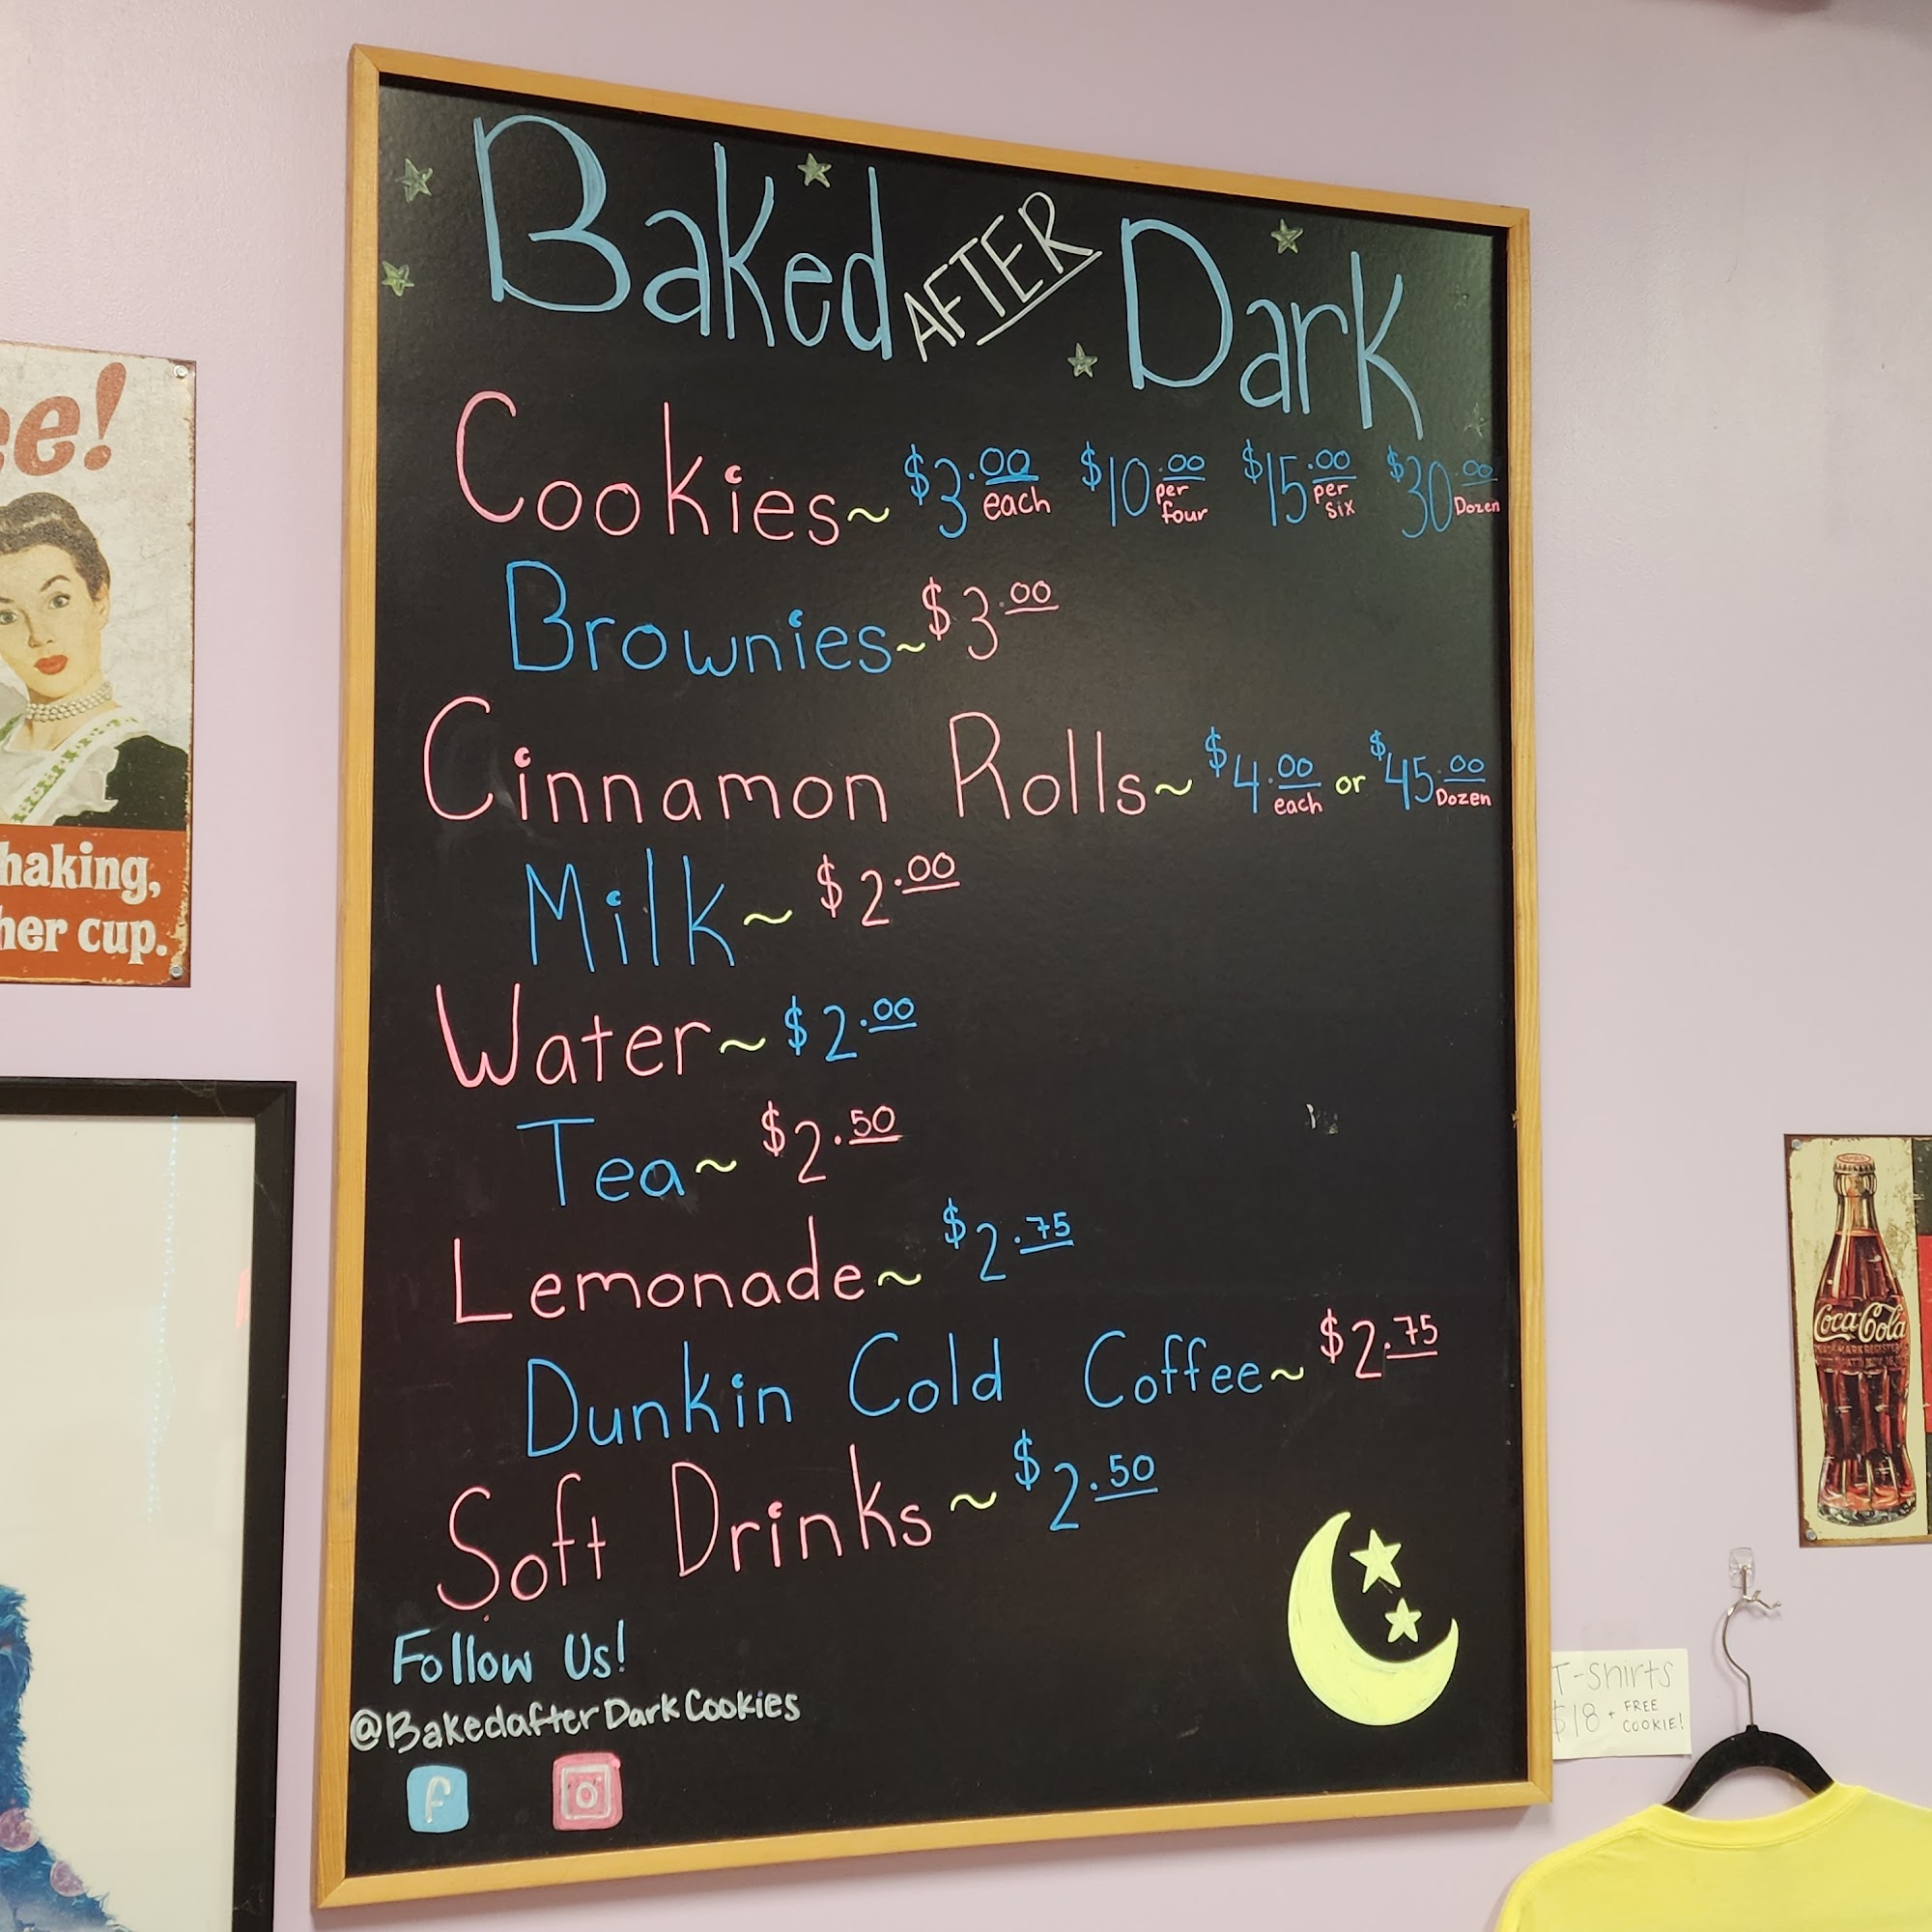 Baked AFTER Dark
Cookies~ $3.00 each $10.00 per four $15.00 per six $30.00 Dozen
Brownies~ $3.00
Cinnamon Rolls~ $4.00 each or $45.00 Dozen
Milk~ $2.00
Water~ $2.00
Tea~ $2.50
Lemonade~ $2.75
Dunkin Cold Coffee~ $2.75
Soft Drinks~ $2.50
Follow Us!
@BakedafterDarkCookies
f
ee!
haking,
her cup.
Coca-Cola
T-Shirts
$18 + FREE
COOKIE!